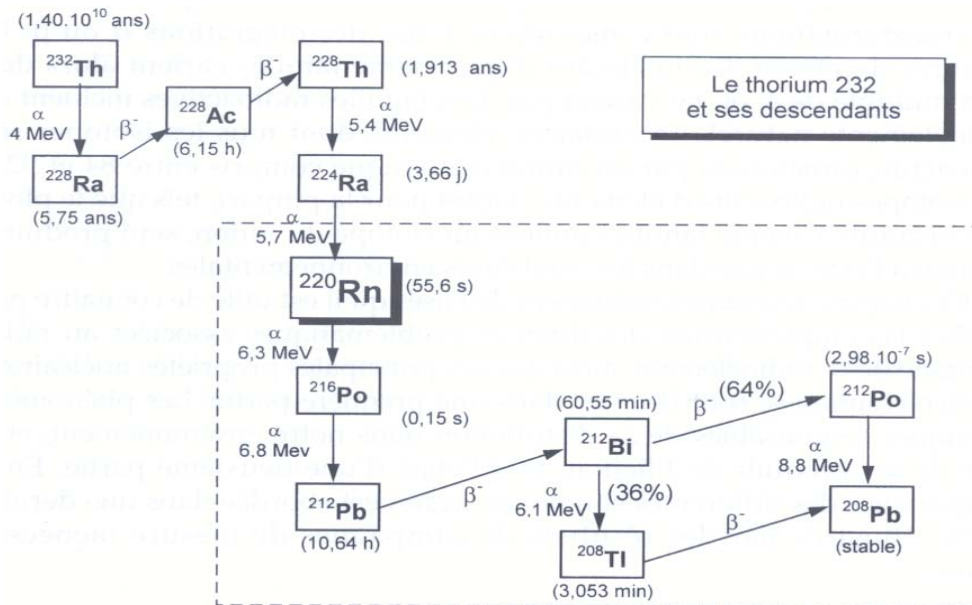 (1,40.10¹⁰ ans)
²³²Th
α
4 MeV
β⁻
²²⁸Ra
(5,75 ans)
²²⁸Ac
(6,15 h)
β⁻
²²⁸Th
(1,913 ans)
α
5,4 MeV
²²⁴Ra
(3,66 j)
Le thorium 232
et ses descendants
α
5,7 MeV
²²⁰Rn
(55,6 s)
α
6,3 MeV
²¹⁶Po
(0,15 s)
α
6,8 MeV
²¹²Pb
(10,64 h)
β⁻
(60,55 min)
²¹²Bi
β⁻
(64%)
(2,98.10⁻⁷ s)
²¹²Po
α
8,8 MeV
α
6,1 MeV
(36%)
²⁰⁸Tl
(3,053 min)
β⁻
²⁰⁸Pb
(stable)